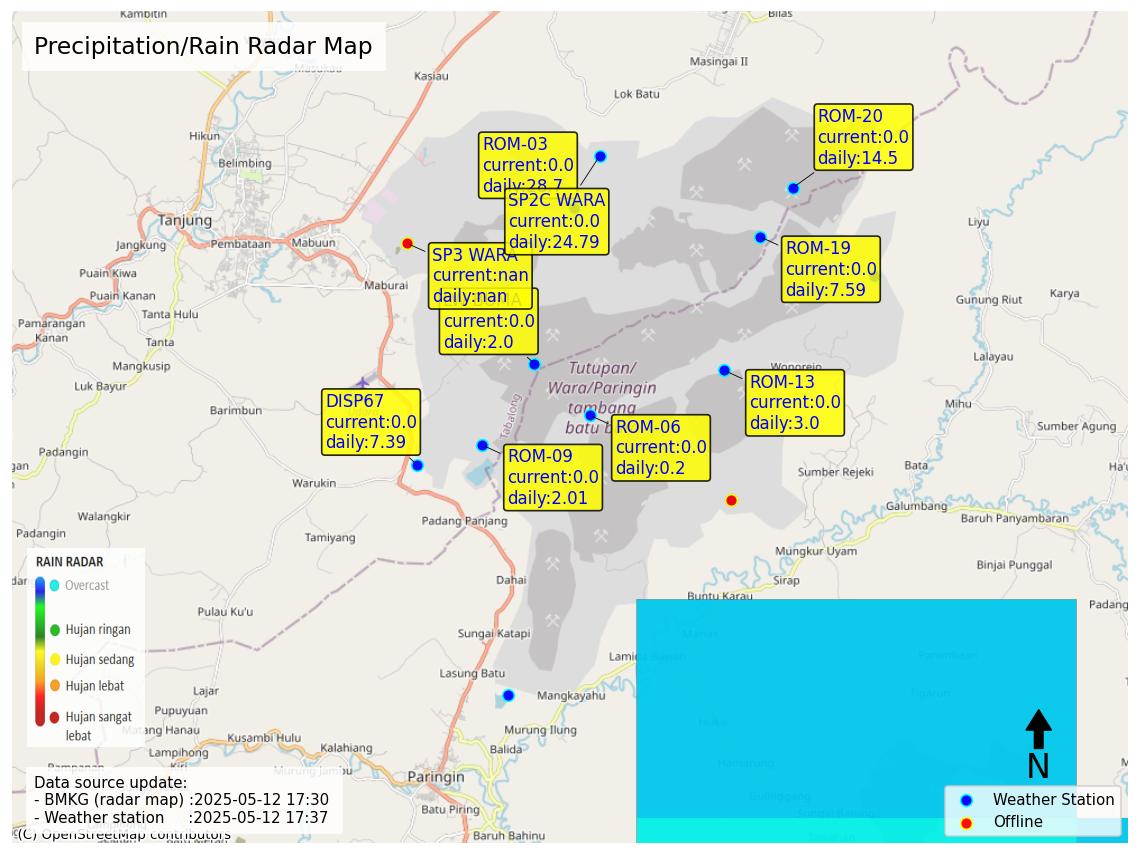 Precipitation/Rain Radar Map
Kambitin
Bilas
Masukau
Kasiau
Masingai II
Lok Batu
Hikun
Belimbing
Tanjung
Jangkung
Pembataan
Mabuun
Maburai
Puain Kiwa
Puain Kanan
Tanta Hulu
Pamarangan
Kanan
Tanta
Mangkusip
Luk Bayur
Barimbun
Liyu
Gunung Riut
Karya
Lalayau
Mihu
Sumber Agung
Wonorejo
ROM-03
current:0.0
daily:28.7
SP2C WARA
current:0.0
daily:24.79
ROM-20
current:0.0
daily:14.5
ROM-19
current:0.0
daily:7.59
SP3 WARA
current:nan
daily:nan
current:0.0
daily:2.0
Tutupan/
Wara/Paringin
tambang
batu
Tabalong
ROM-13
current:0.0
daily:3.0
DISP67
current:0.0
daily:7.39
ROM-06
current:0.0
daily:0.2
ROM-09
current:0.0
daily:2.01
Warukin
Padangin
Walangkir
Padangin
Tamiyang
Padang Panjang
Sumber Rejeki
Bata
Galumbang
Baruh Panyambaran
Mungkur Uyam
Binjai Punggal
Sirap
Buntu Karau
Padang
Dahai
Pulau Ku'u
Sungai Katapi
Lasung Batu
Mangkayahu
Lajar
Pupuyuan
Matang Hanau
Kusambi Hulu
Lampihong
Kiri
Kalahiang
Murung Ilung
Balida
Murung Jambu
Paringin
Batu Piring
Baruh Bahinu
RAIN RADAR
Overcast
Hujan ringan
Hujan sedang
Hujan lebat
Hujan sangat
lebat
Data source update:
- BMKG (radar map) :2025-05-12 17:30
- Weather station :2025-05-12 17:37
(C) OpenStreetMap contributors
N
Weather Station
Offline